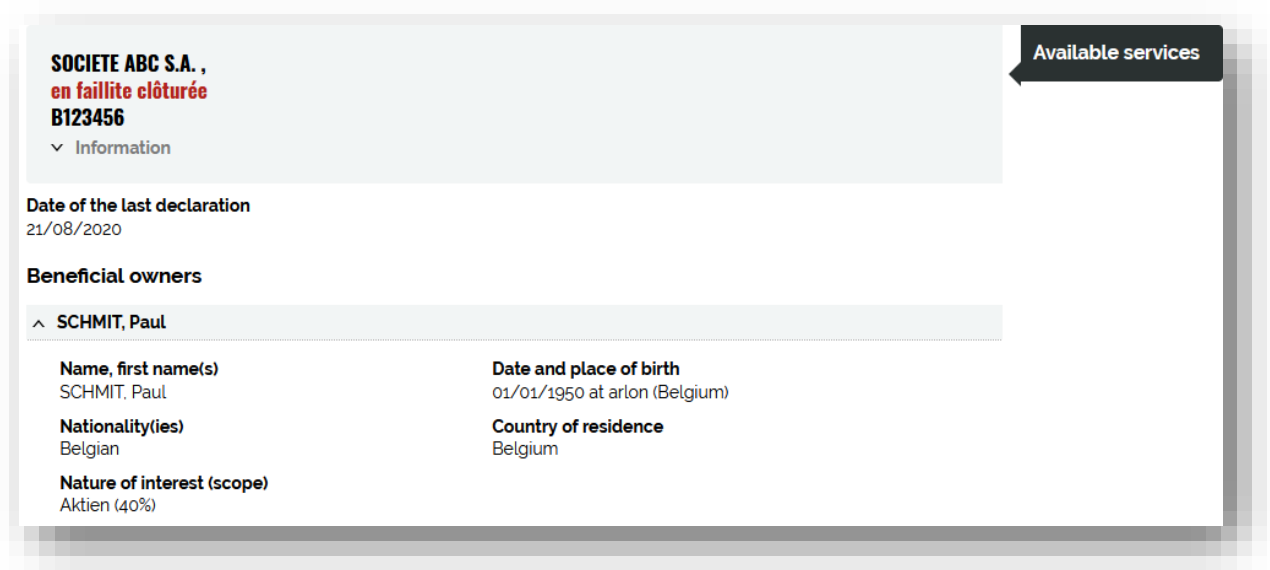 SOCIETE ABC S.A. ,
en faillite clôturée
B123456
Information
Available services
Date of the last declaration
21/08/2020
Beneficial owners
SCHMIT, Paul
Name, first name(s)
SCHMIT, Paul
Date and place of birth
01/01/1950 at arlon (Belgium)
Nationality(ies)
Belgian
Country of residence
Belgium
Nature of interest (scope)
Aktien (40%)